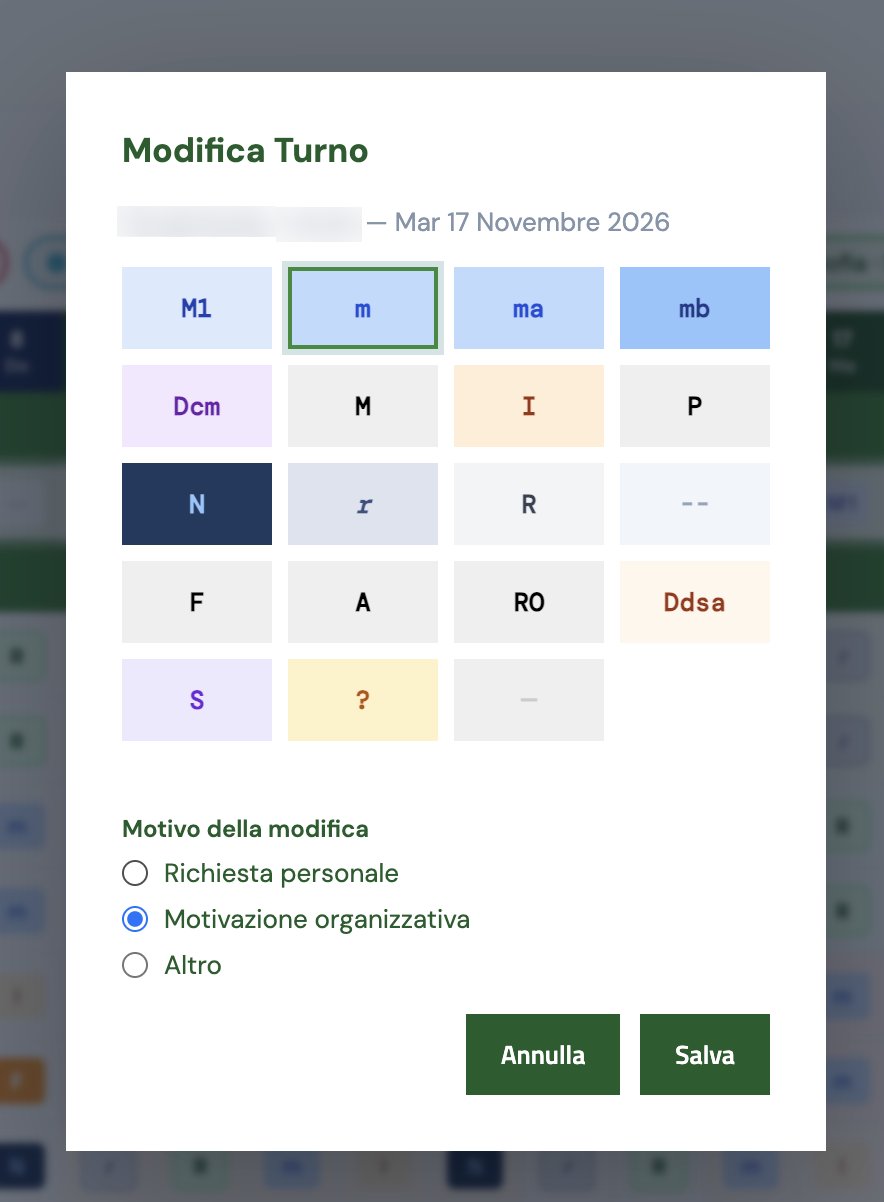 Modifica Turno
— Mar 17 Novembre 2026
M1 m ma mb
Dcm M I P
N r R --
F A RO Ddsa
S ? —
Motivo della modifica
Richiesta personale
Motivazione organizzativa
Altro
Annulla Salva